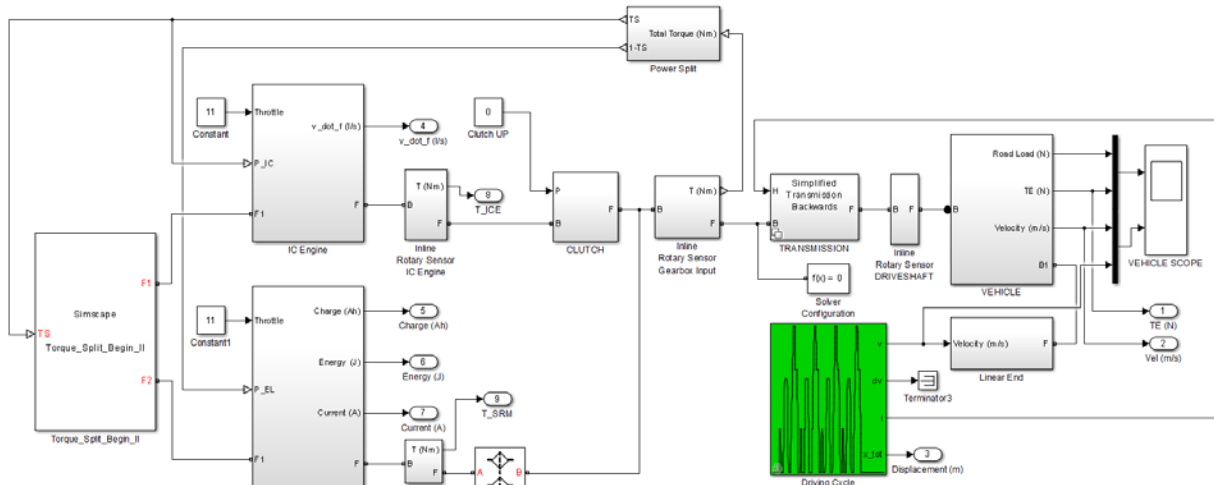 TS
Total Torque (Nm)
1-TS
Power Split
11
Constant
Throttle
v_dot_f (l/s)
P_IC
F1
F
IC Engine
4
v_dot_f (l/s)
T (Nm)
B
F
Inline
Rotary Sensor
IC Engine
8
T_ICE
0
Clutch UP
P
B
F
CLUTCH
T (Nm)
B
F
Inline
Rotary Sensor
Gearbox Input
Simplified
Transmission
Backwards
H
B
F
TRANSMISSION
B
F
Inline
Rotary Sensor
DRIVESHAFT
Road Load (N)
TE (N)
Velocity (m/s)
B
B1
VEHICLE
VEHICLE SCOPE
f(x) = 0
Solver
Configuration
Simscape
F1
TS
Torque_Split_Begin_II
F2
Torque_Split_Begin_II
11
Constant1
Throttle
Charge (Ah)
Energy (J)
P_EL
Current (A)
F1
F
5
Charge (Ah)
6
Energy (J)
7
Current (A)
9
T_SRM
T (Nm)
B
F
A
B
v
dv
i
x_tot
Driving Cycle
Velocity (m/s)
F
Linear End
Terminator3
1
TE (N)
2
Vel (m/s)
3
Displacement (m)